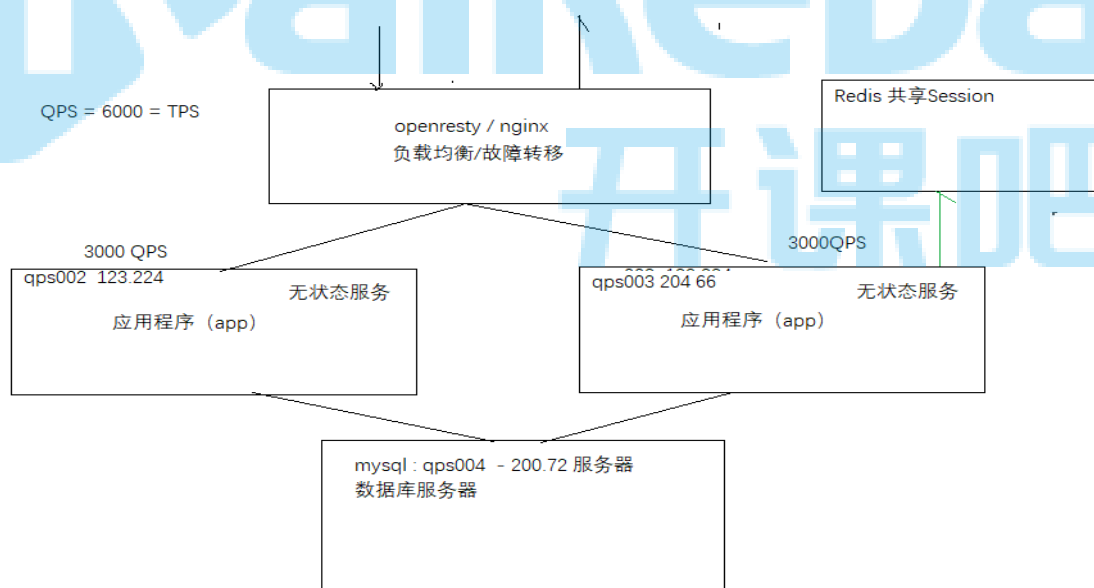 Redis 共享Session
QPS = 6000 = TPS
openresty / nginx
负载均衡/故障转移
开课吧
3000 QPS
3000QPS
qps002 123.224
无状态服务
应用程序（app）
qps003 204 66
无状态服务
应用程序（app）
mysql : qps004 - 200.72 服务器
数据库服务器